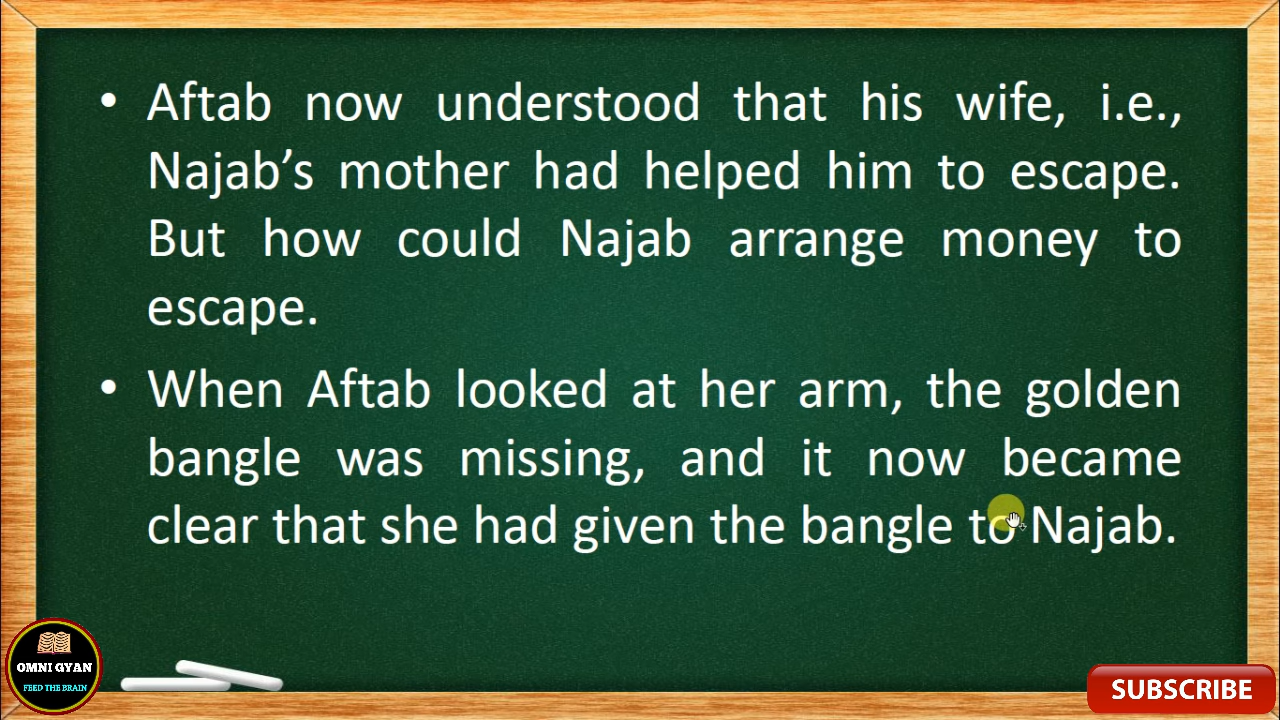 • Aftab now understood that his wife, i.e.,
Najab’s mother had helped him to escape.
But how could Najab arrange money to
escape.
• When Aftab looked at her arm, the golden
bangle was missing, and it now became
clear that she had given the bangle to Najab.
OMNI GYAN
FEED THE BRAIN
SUBSCRIBE